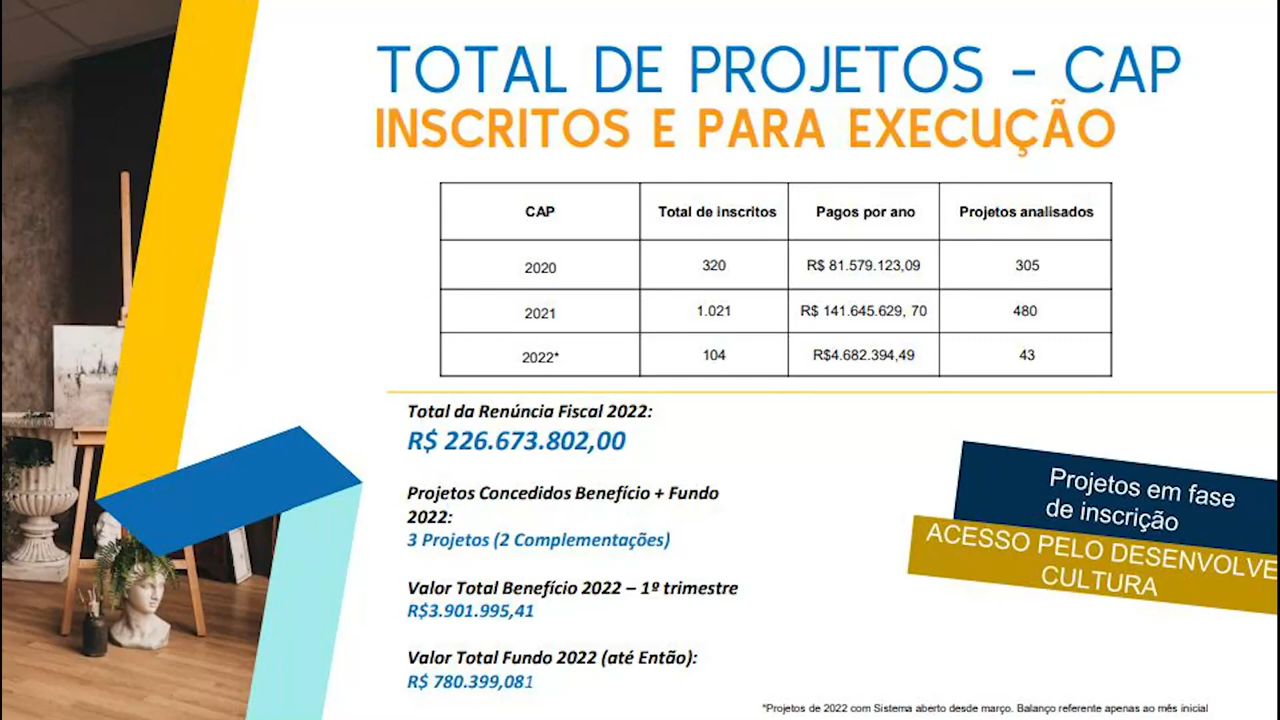 TOTAL DE PROJETOS - CAP
INSCRITOS E PARA EXECUÇÃO
CAP Total de inscritos Pagos por ano Projetos analisados
2020 320 R$ 81.579.123,09 305
2021 1.021 R$ 141.645.629, 70 480
2022* 104 R$4.682.394,49 43
Total da Renúncia Fiscal 2022:
R$ 226.673.802,00
Projetos Concedidos Benefício + Fundo
2022:
3 Projetos (2 Complementações)
Valor Total Benefício 2022 – 1º trimestre
R$3.901.995,41
Valor Total Fundo 2022 (até Então):
R$ 780.399,081
Projetos em fase
de inscrição
ACESSO PELO DESENVOLVE
CULTURA
*Projetos de 2022 com Sistema aberto desde março. Balanço referente apenas ao mês inicial